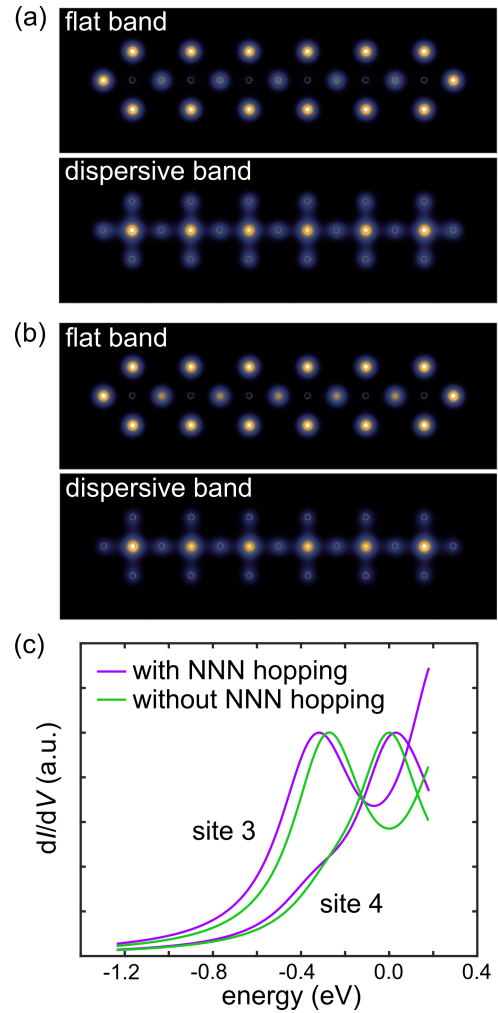 (a)
flat band
dispersive band
(b)
flat band
dispersive band
(c)
with NNN hopping
without NNN hopping
site 3
site 4
dI/dV (a.u.)
-1.2 -0.8 -0.4 0.0 0.4
energy (eV)